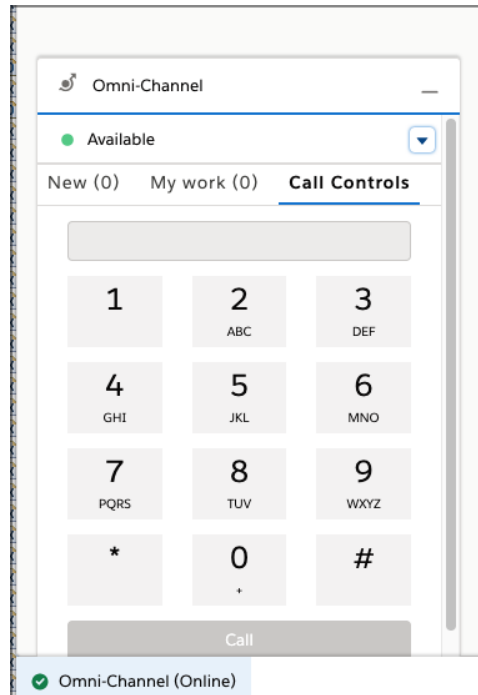 Omni-Channel
Available
New (0) My work (0) Call Controls
1 2 3
ABC DEF
4 5 6
GHI JKL MNO
7 8 9
PQRS TUV WXYZ
* 0 #
+
Call
Omni-Channel (Online)